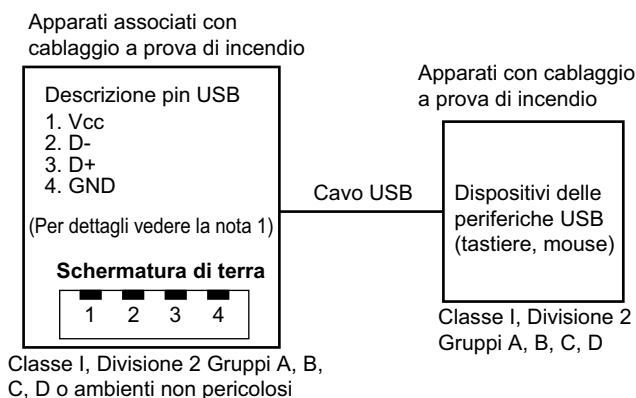 Apparati associati con
cablaggio a prova di incendio
Descrizione pin USB
1. Vcc
2. D-
3. D+
4. GND
(Per dettagli vedere la nota 1)
Schermatura di terra
1 2 3 4
Classe I, Divisione 2 Gruppi A, B,
C, D o ambienti non pericolosi
Cavo USB
Apparati con cablaggio
a prova di incendio
Dispositivi delle
periferiche USB
(tastiere, mouse)
Classe I, Divisione 2
Gruppi A, B, C, D